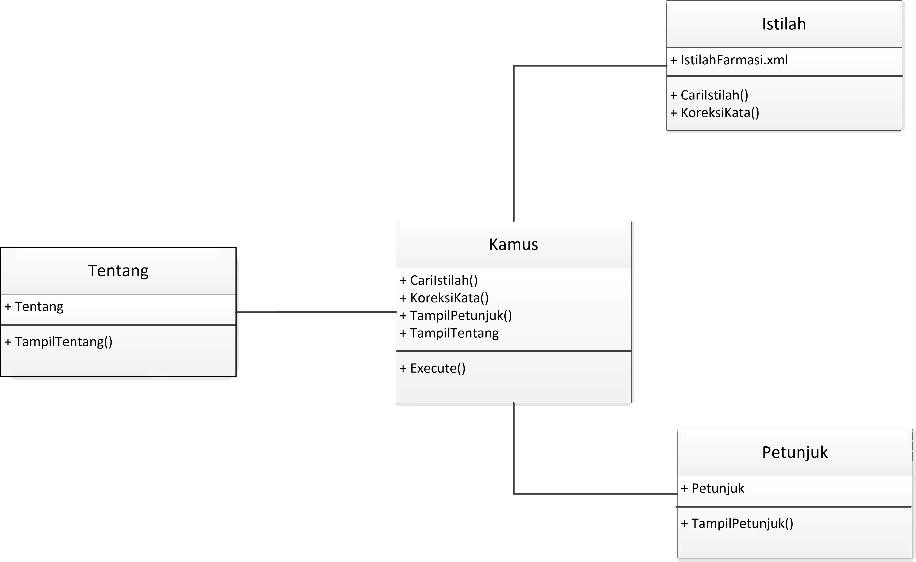 Istilah
+ IstilahFarmasi.xml
+ CariIstilah()
+ KoreksiKata()
Kamus
+ CariIstilah()
+ KoreksiKata()
+ TampilPetunjuk()
+ TampilTentang
+ Execute()
Tentang
+ Tentang
+ TampilTentang()
Petunjuk
+ Petunjuk
+ TampilPetunjuk()